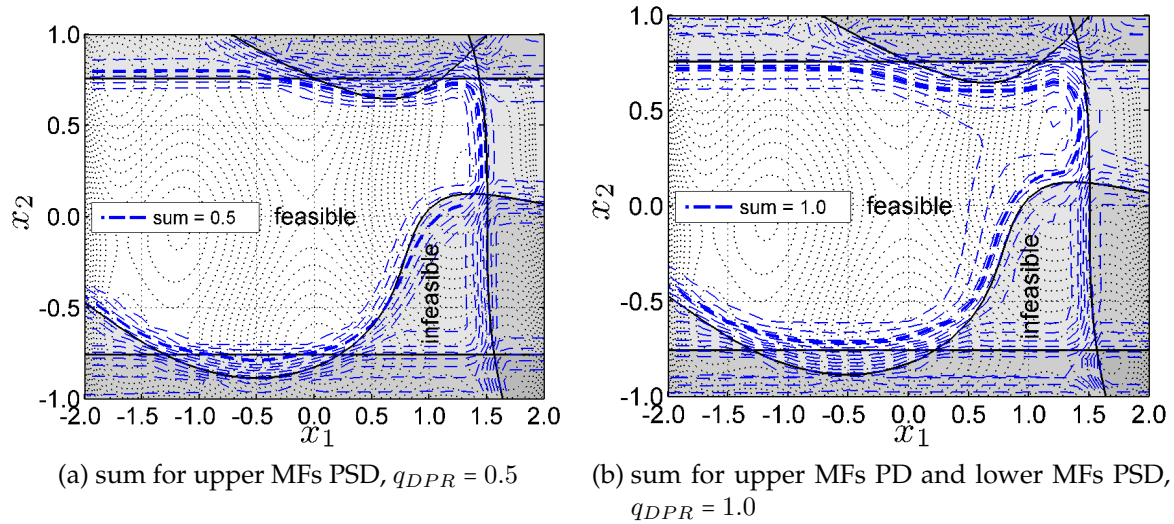 1.0
0.5
0.0
-0.5
-1.0
x2
-2.0 -1.5 -1.0 -0.5 0.0 0.5 1.0 1.5 2.0
x1
sum = 0.5
feasible
infeasible
(a) sum for upper MFs PSD, qDPR = 0.5
1.0
0.5
0.0
-0.5
-1.0
x2
-2.0 -1.5 -1.0 -0.5 0.0 0.5 1.0 1.5 2.0
x1
sum = 1.0
feasible
infeasible
(b) sum for upper MFs PD and lower MFs PSD,
qDPR = 1.0